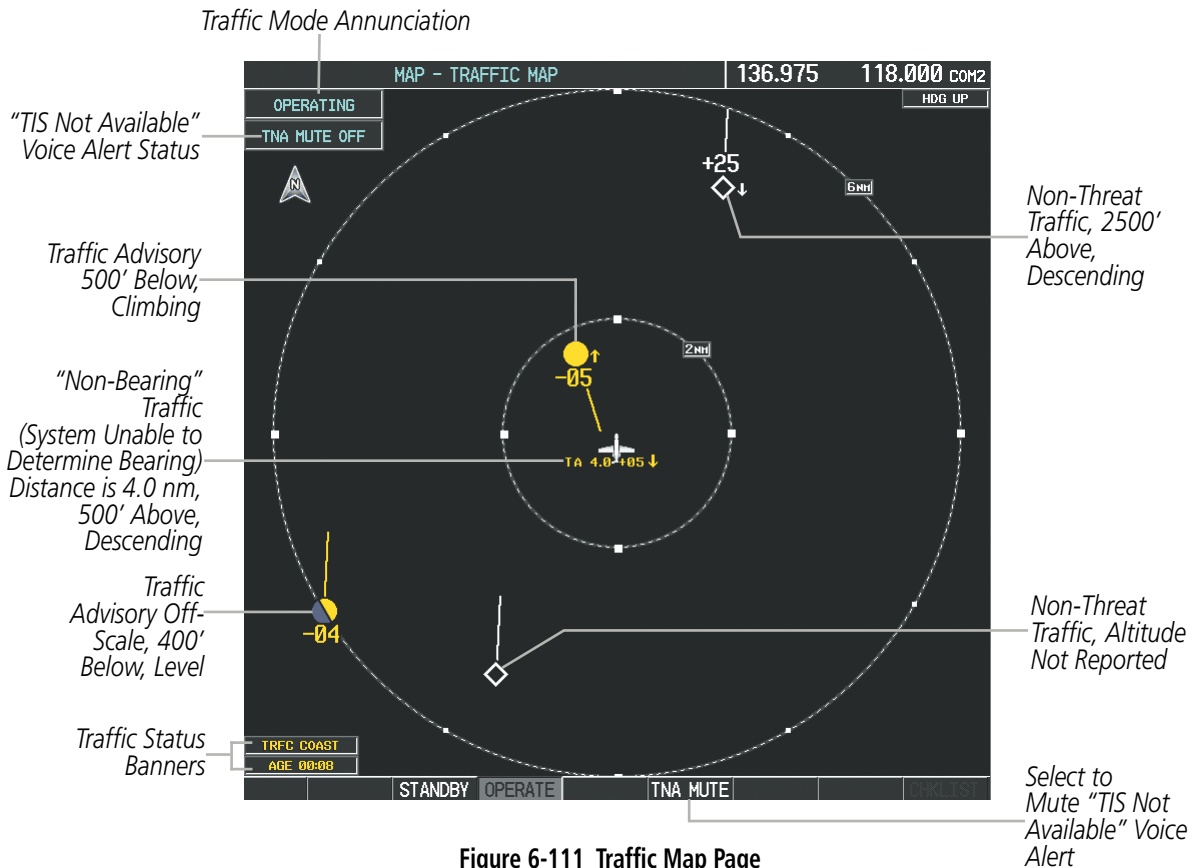 Traffic Mode Annunciation
MAP - TRAFFIC MAP
136.975
118.000 COM2
OPERATING
HDG UP
"TIS Not Available"
Voice Alert Status
TNA MUTE OFF
N
+25
↓
6NM
Non-Threat
Traffic, 2500'
Above,
Descending
Traffic Advisory
500' Below,
Climbing
2NM
↑
-05
"Non-Bearing"
Traffic
(System Unable to
Determine Bearing)
Distance is 4.0 nm,
500' Above,
Descending
TA 4.0 +05↓
Traffic
Advisory Off-
Scale, 400'
Below, Level
-04
Non-Threat
Traffic, Altitude
Not Reported
Traffic Status
Banners
TRFC COAST
AGE 00:08
STANDBY
OPERATE
TNA MUTE
CHKLIST
Select to
Mute "TIS Not
Available" Voice
Alert
Figure 6-111 Traffic Map Page